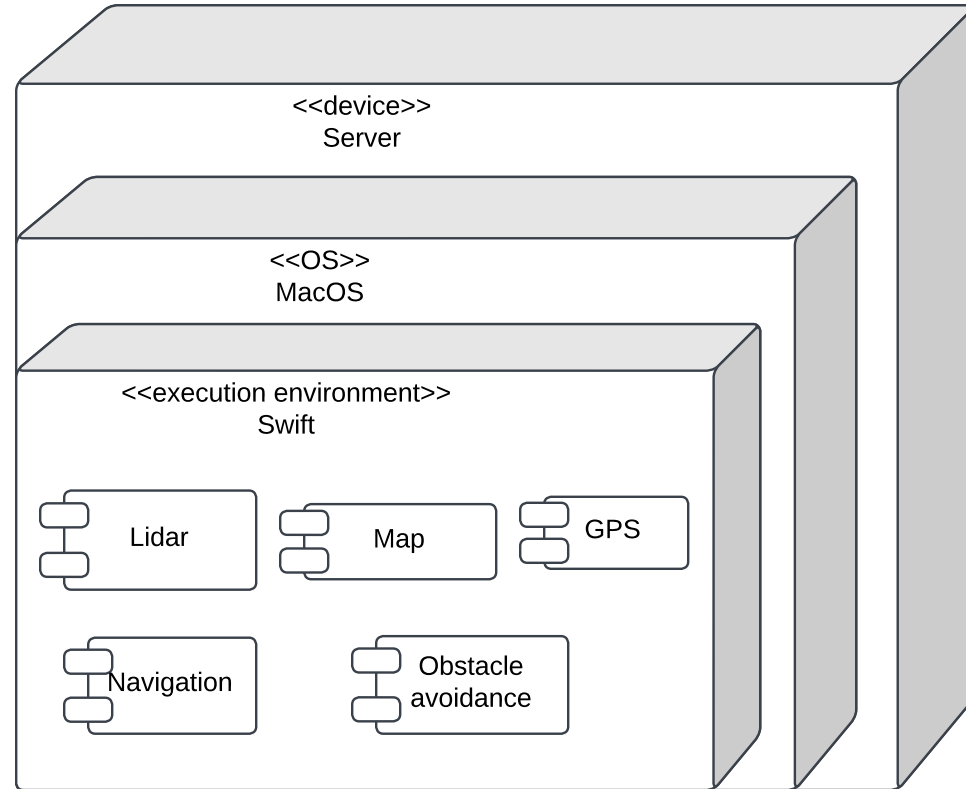 <<device>>
Server
<<OS>>
MacOS
<<execution environment>>
Swift
Lidar
Map
GPS
Navigation
Obstacle
avoidance